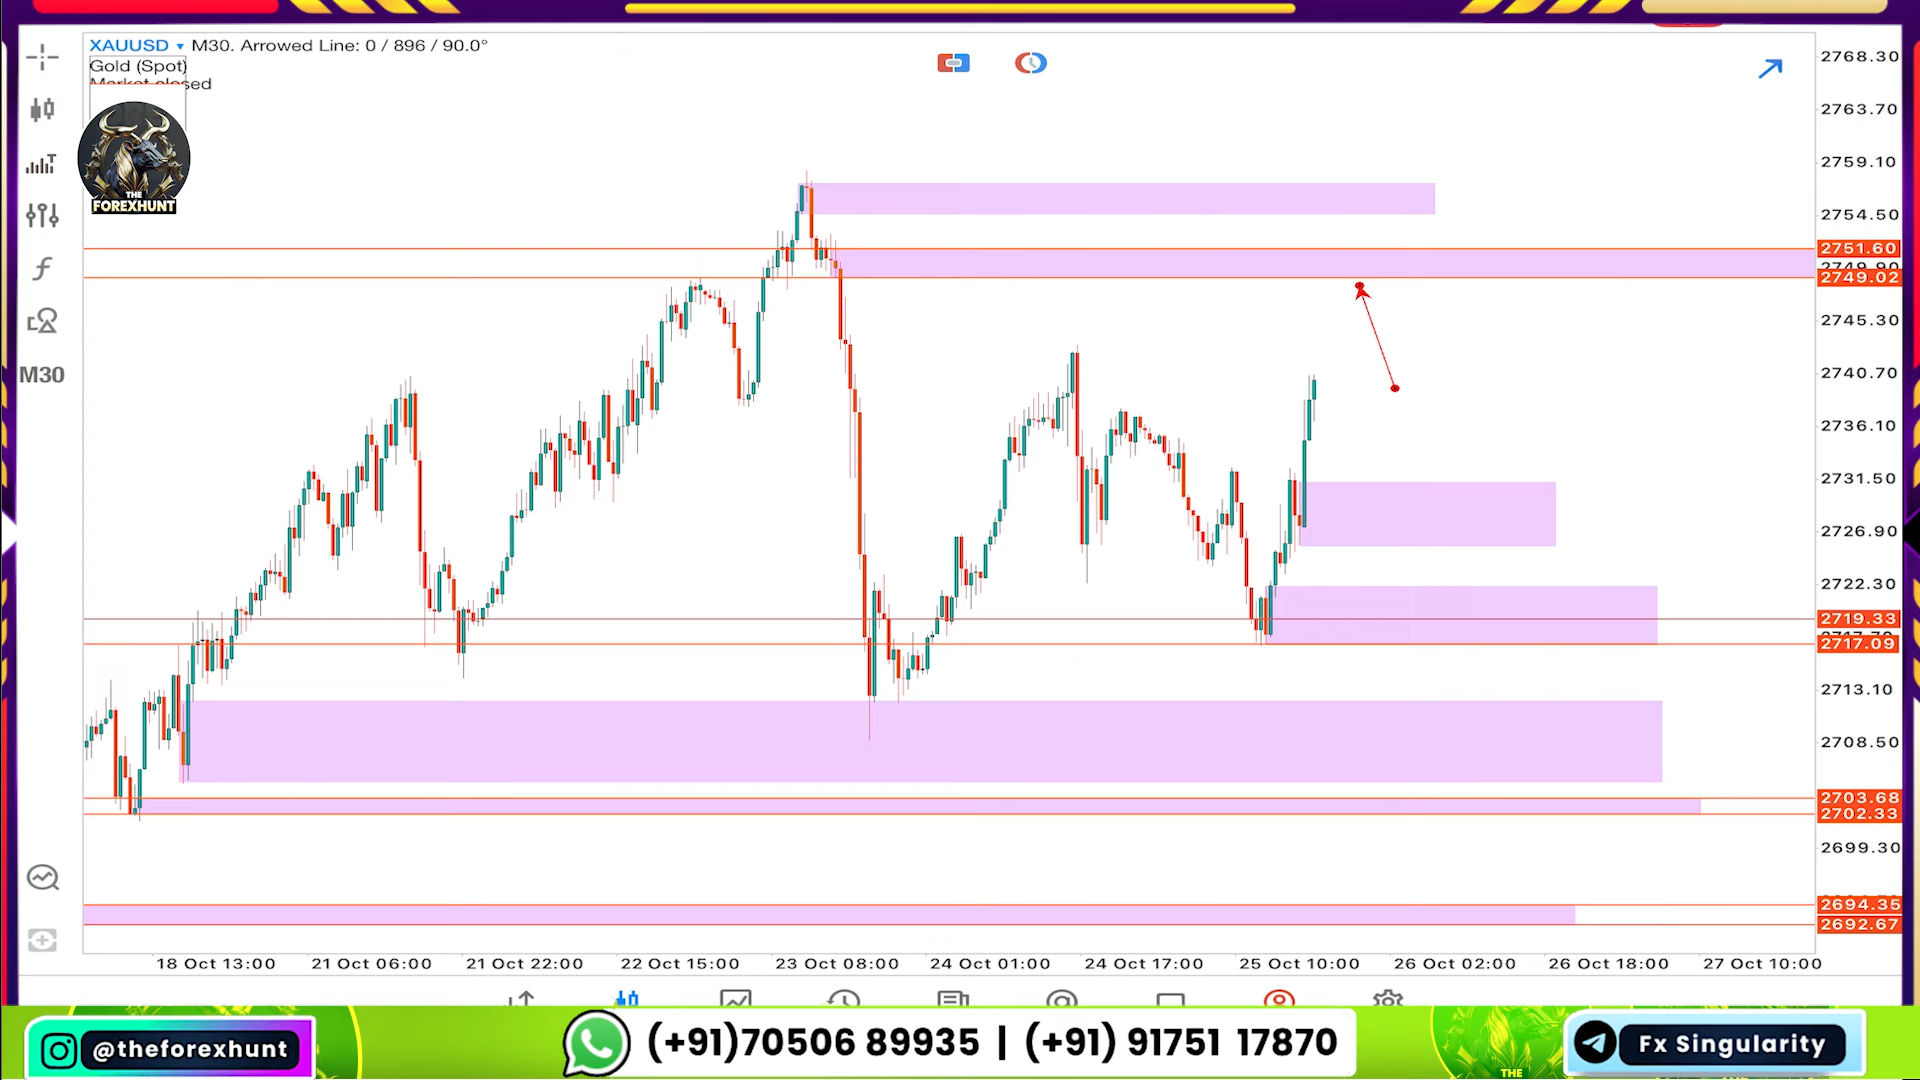 XAUUSD ▾ M30. Arrowed Line: 0 / 896 / 90.0°
Gold (Spot)
Market closed
THE
FOREXHUNT
M30
2768.30
2763.70
2759.10
2754.50
2751.60
2749.90
2749.02
2745.30
2740.70
2736.10
2731.50
2726.90
2722.30
2719.33
2717.09
2713.10
2708.50
2703.68
2702.33
2699.30
2694.35
2692.67
18 Oct 13:00
21 Oct 06:00
21 Oct 22:00
22 Oct 15:00
23 Oct 08:00
24 Oct 01:00
24 Oct 17:00
25 Oct 10:00
26 Oct 02:00
26 Oct 18:00
27 Oct 10:00
@theforexhunt
(+91)70506 89935 | (+91) 91751 17870
Fx Singularity
THE